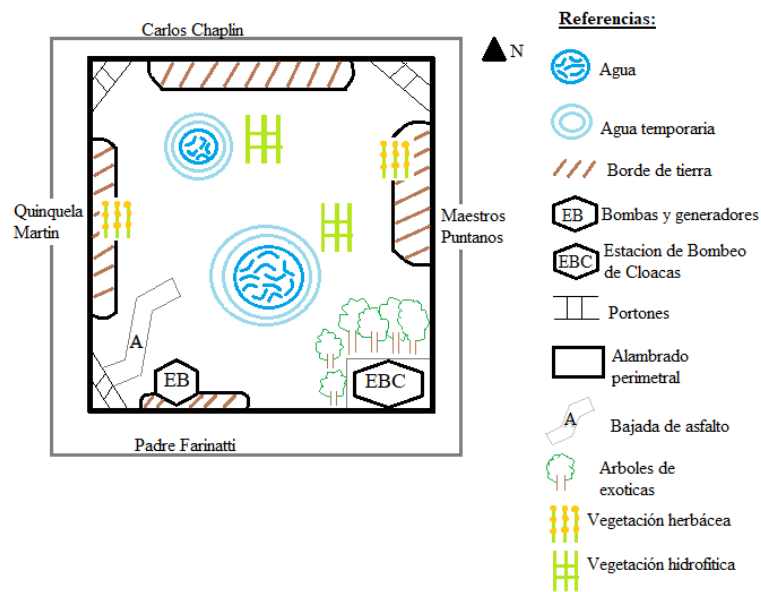 Carlos Chaplin
N
Quinquela
Martin
Maestros
Puntanos
A
EB
EBC
Padre Farinatti
Referencias:
Agua
Agua temporaria
Borde de tierra
EB Bombas y generadores
EBC Estacion de Bombeo
de Cloacas
Portones
Alambrado
perimetral
A Bajada de asfalto
Arboles de
exoticas
Vegetación herbácea
Vegetación hidrofítica